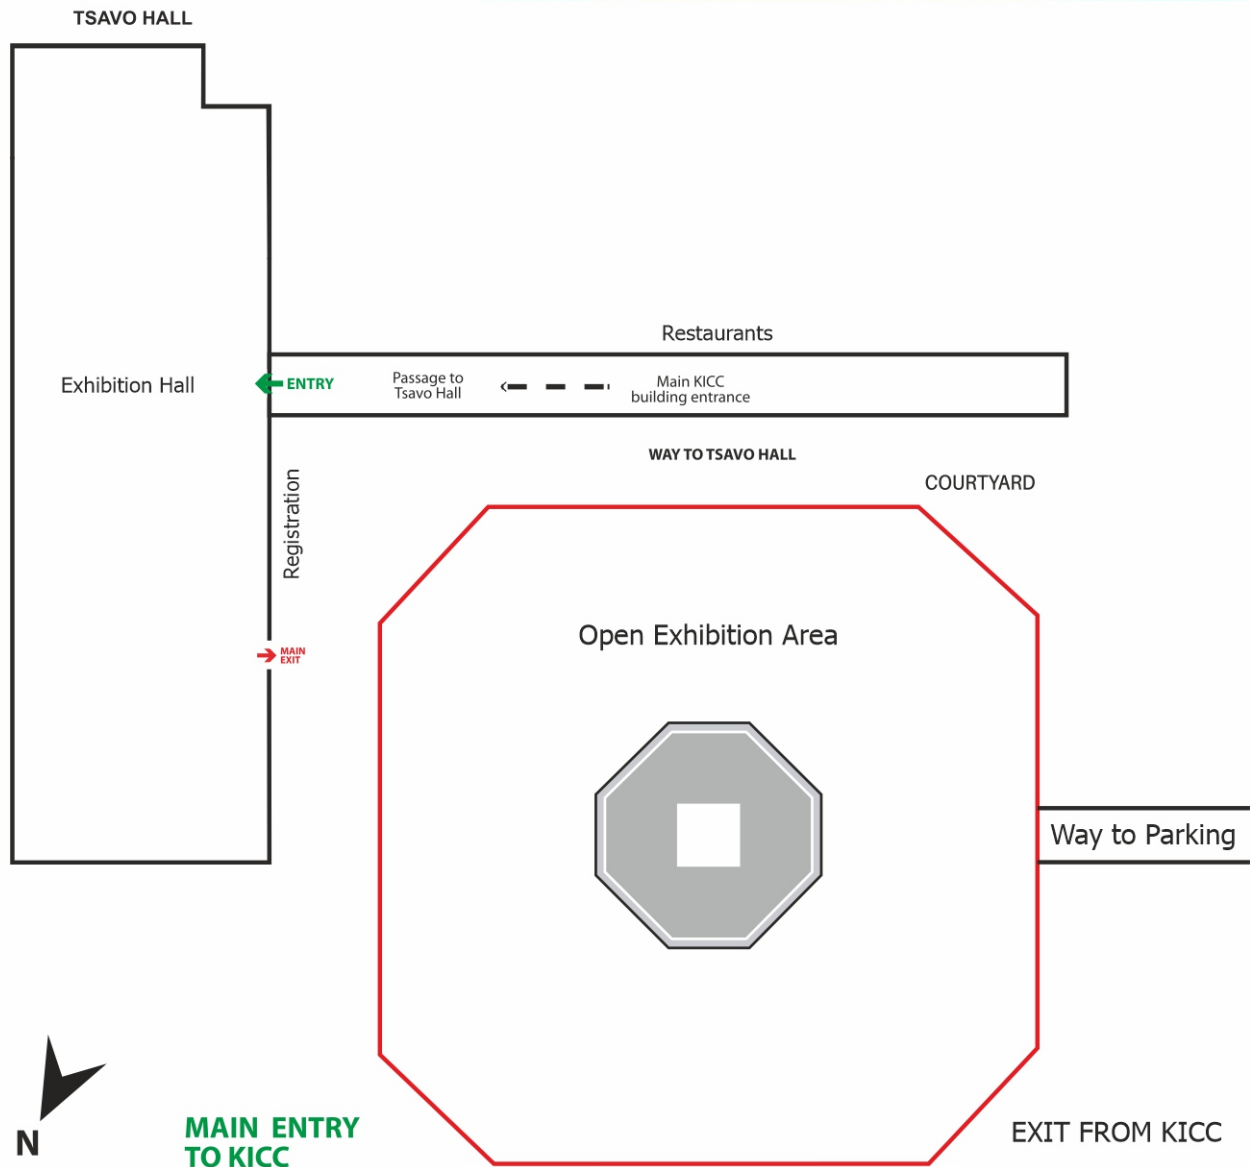 TSAVO HALL
Restaurants
Exhibition Hall
ENTRY
Passage to
Tsavo Hall
Main KICC
building entrance
WAY TO TSAVO HALL
COURTYARD
Registration
Open Exhibition Area
MAIN
EXIT
Way to Parking
N
MAIN ENTRY
TO KICC
EXIT FROM KICC